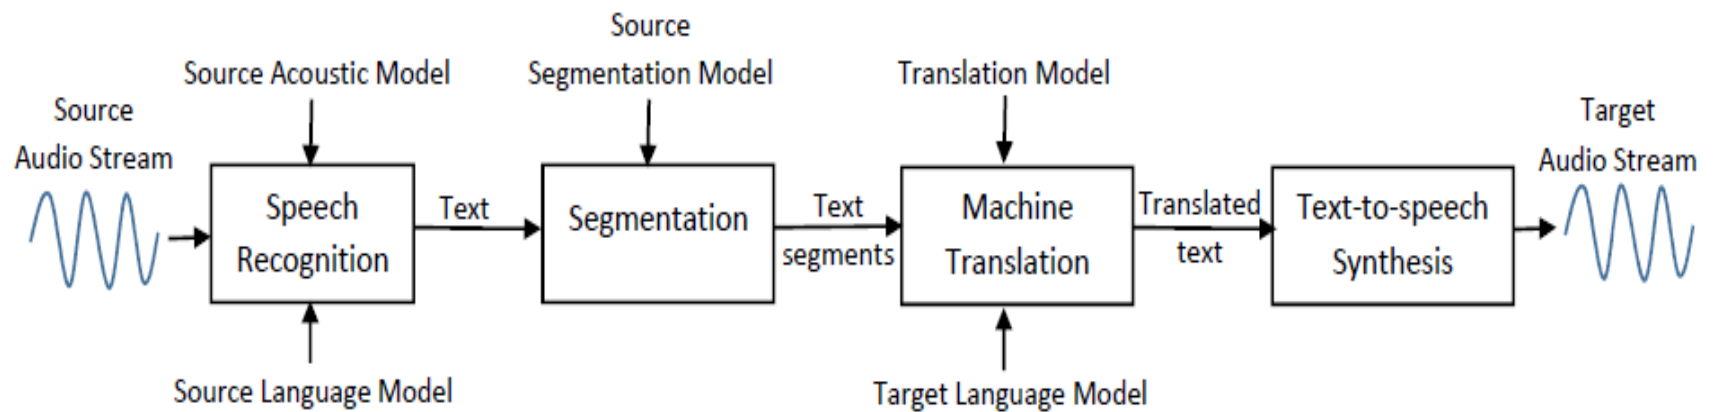 Source
Segmentation Model
Source Acoustic Model
Translation Model
Source
Audio Stream
Target
Audio Stream
Speech
Recognition
Text
Segmentation
Text
segments
Machine
Translation
Translated
text
Text-to-speech
Synthesis
Source Language Model
Target Language Model